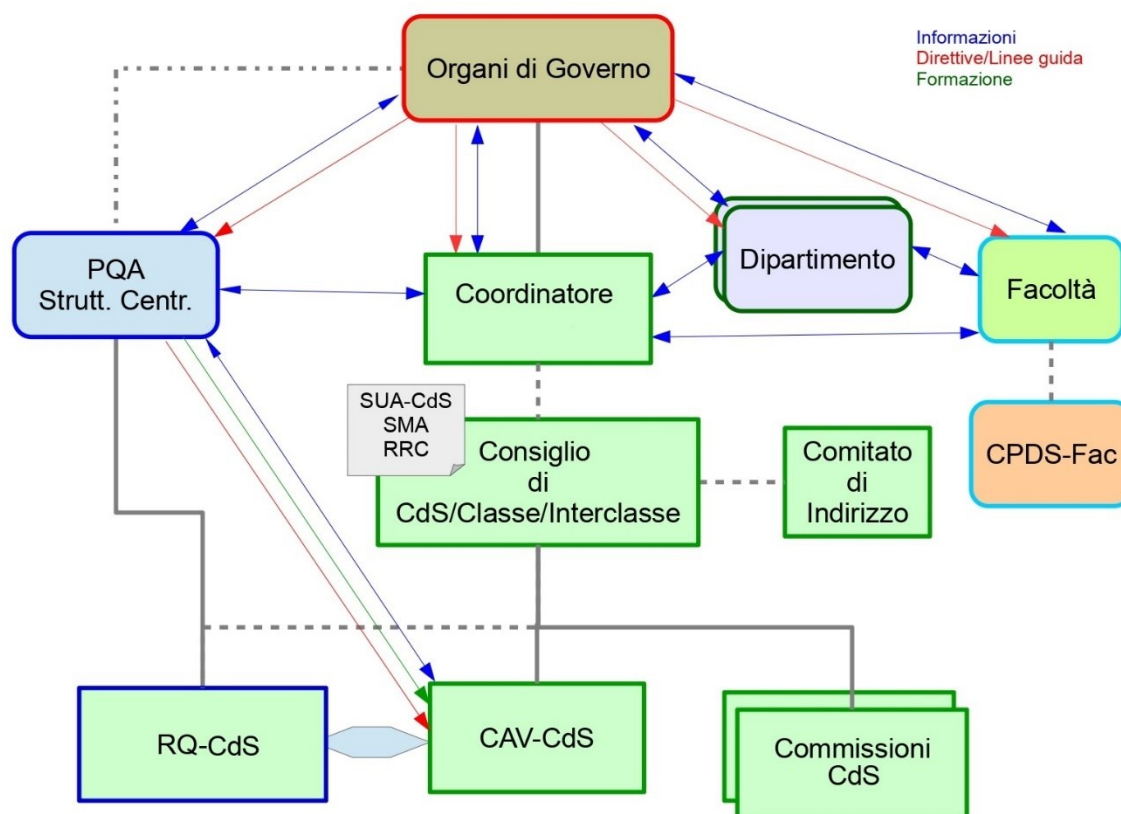 Organi di Governo
Informazioni
Direttive/Linee guida
Formazione
PQA
Strutt. Centr.
Coordinatore
Dipartimento
Facoltà
SUA-CdS
SMA
RRC
Consiglio
di
CdS/Classe/Interclasse
Comitato
di
Indirizzo
CPDS-Fac
RQ-CdS
CAV-CdS
Commissioni
CdS